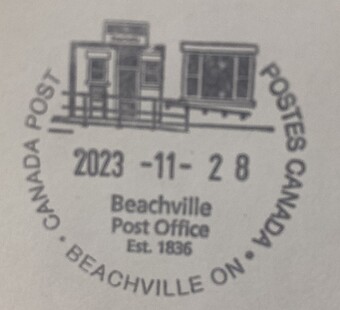 CANADA POST
POSTES CANADA
2023 -11- 28
Beachville
Post Office
Est. 1836
BEACHVILLE ON